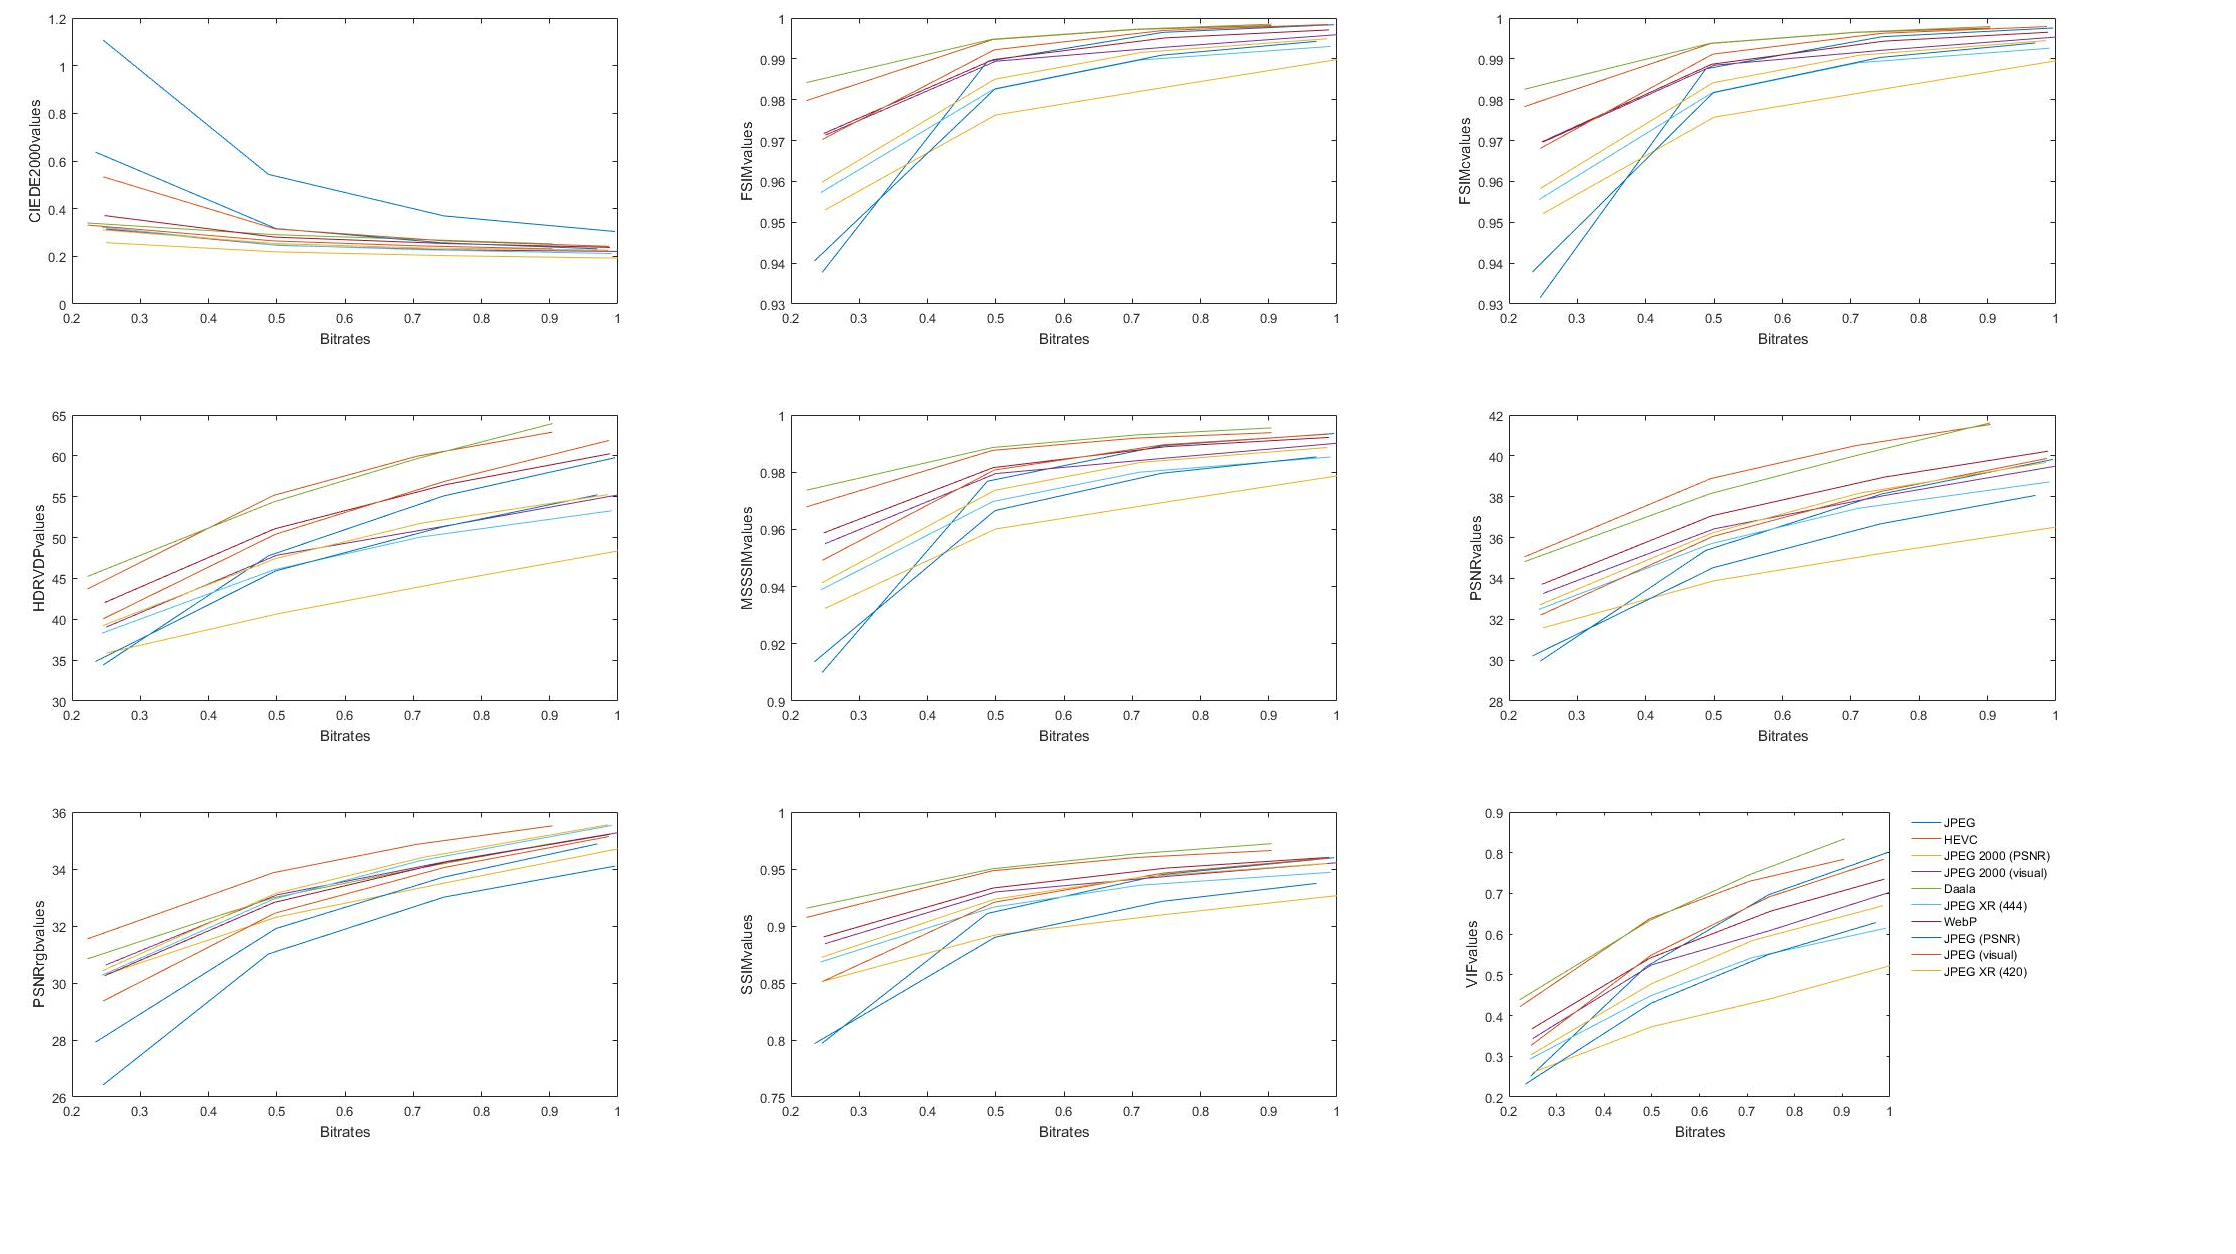 1.2
1
0.8
0.6
0.4
0.2
0
CIEDE2000values
0.2 0.3 0.4 0.5 0.6 0.7 0.8 0.9 1
Bitrates
1
0.99
0.98
0.97
0.96
0.95
0.94
0.93
FSIMvalues
0.2 0.3 0.4 0.5 0.6 0.7 0.8 0.9 1
Bitrates
1
0.99
0.98
0.97
0.96
0.95
0.94
0.93
FSIMcvalues
0.2 0.3 0.4 0.5 0.6 0.7 0.8 0.9 1
Bitrates
65
60
55
50
45
40
35
30
HDRVDPvalues
0.2 0.3 0.4 0.5 0.6 0.7 0.8 0.9 1
Bitrates
1
0.98
0.96
0.94
0.92
0.9
MSSSIMvalues
0.2 0.3 0.4 0.5 0.6 0.7 0.8 0.9 1
Bitrates
42
40
38
36
34
32
30
28
PSNRvalues
0.2 0.3 0.4 0.5 0.6 0.7 0.8 0.9 1
Bitrates
36
34
32
30
28
26
PSNRrgbvalues
0.2 0.3 0.4 0.5 0.6 0.7 0.8 0.9 1
Bitrates
1
0.95
0.9
0.85
0.8
0.75
SSIMvalues
0.2 0.3 0.4 0.5 0.6 0.7 0.8 0.9 1
Bitrates
0.9
0.8
0.7
0.6
0.5
0.4
0.3
0.2
VIFvalues
0.2 0.3 0.4 0.5 0.6 0.7 0.8 0.9 1
Bitrates
JPEG
HEVC
JPEG 2000 (PSNR)
JPEG 2000 (visual)
Daala
JPEG XR (444)
WebP
JPEG (PSNR)
JPEG (visual)
JPEG XR (420)